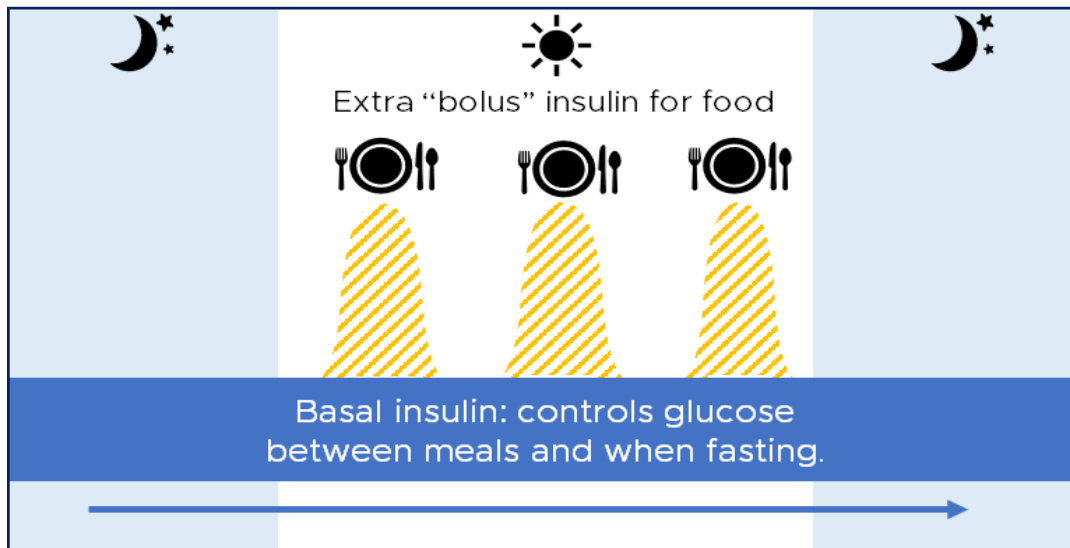 Extra “bolus” insulin for food
Basal insulin: controls glucose
between meals and when fasting.